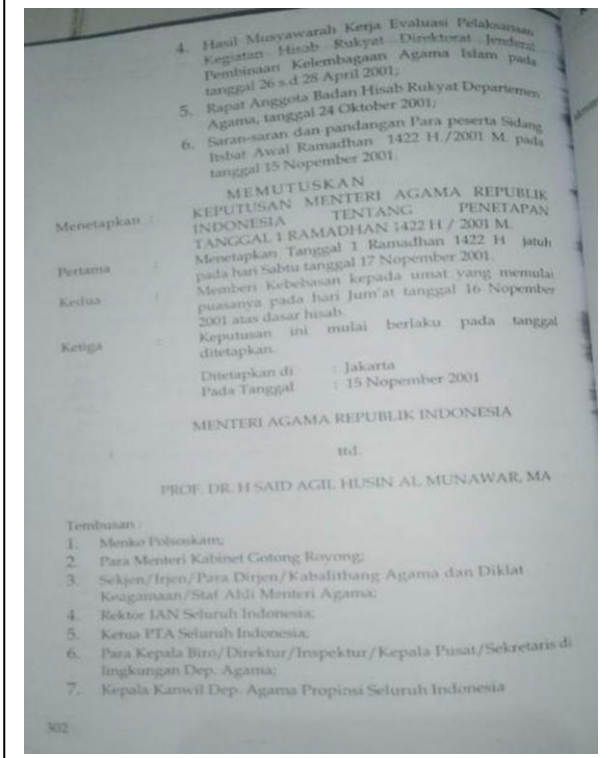 4. Hasil Musyawarah Kerja Evaluasi Pelaksanaan
Kegiatan Hisab Rukyat Direktorat Jenderal
Pembinaan Kelembagaan Agama Islam pada
tanggal 26 s.d 28 April 2001;
5. Rapat Anggota Badan Hisab Rukyat Departemen
Agama, tanggal 24 Oktober 2001;
6. Saran-saran dan pandangan Para peserta Sidang
Itsbat Awal Ramadhan 1422 H./2001 M. pada
tanggal 15 Nopember 2001.
MEMUTUSKAN
Menetapkan : KEPUTUSAN MENTERI AGAMA REPUBLIK
INDONESIA TENTANG PENETAPAN
TANGGAL 1 RAMADHAN 1422 H / 2001 M.
Pertama : Menetapkan Tanggal 1 Ramadhan 1422 H jatuh
pada hari Sabtu tanggal 17 Nopember 2001.
Kedua : Memberi Kebebasan kepada umat yang memulai
puasanya pada hari Jum'at tanggal 16 Nopember
2001 atas dasar hisab.
Ketiga : Keputusan ini mulai berlaku pada tanggal
ditetapkan.
Ditetapkan di : Jakarta
Pada Tanggal : 15 Nopember 2001
MENTERI AGAMA REPUBLIK INDONESIA
ttd.
PROF. DR. H SAID AGIL HUSIN AL MUNAWAR, MA
Tembusan :
1. Menko Polsoskam;
2. Para Menteri Kabinet Gotong Royong;
3. Sekjen/Irjen/Para Dirjen/Kabalitbang Agama dan Diklat
Keagamaan/Staf Ahli Menteri Agama;
4. Rektor IAN Seluruh Indonesia;
5. Ketua PTA Seluruh Indonesia;
6. Para Kepala Biro/Direktur/Inspektur/Kepala Pusat/Sekretaris di
lingkungan Dep. Agama;
7. Kepala Kanwil Dep. Agama Propinsi Seluruh Indonesia
302